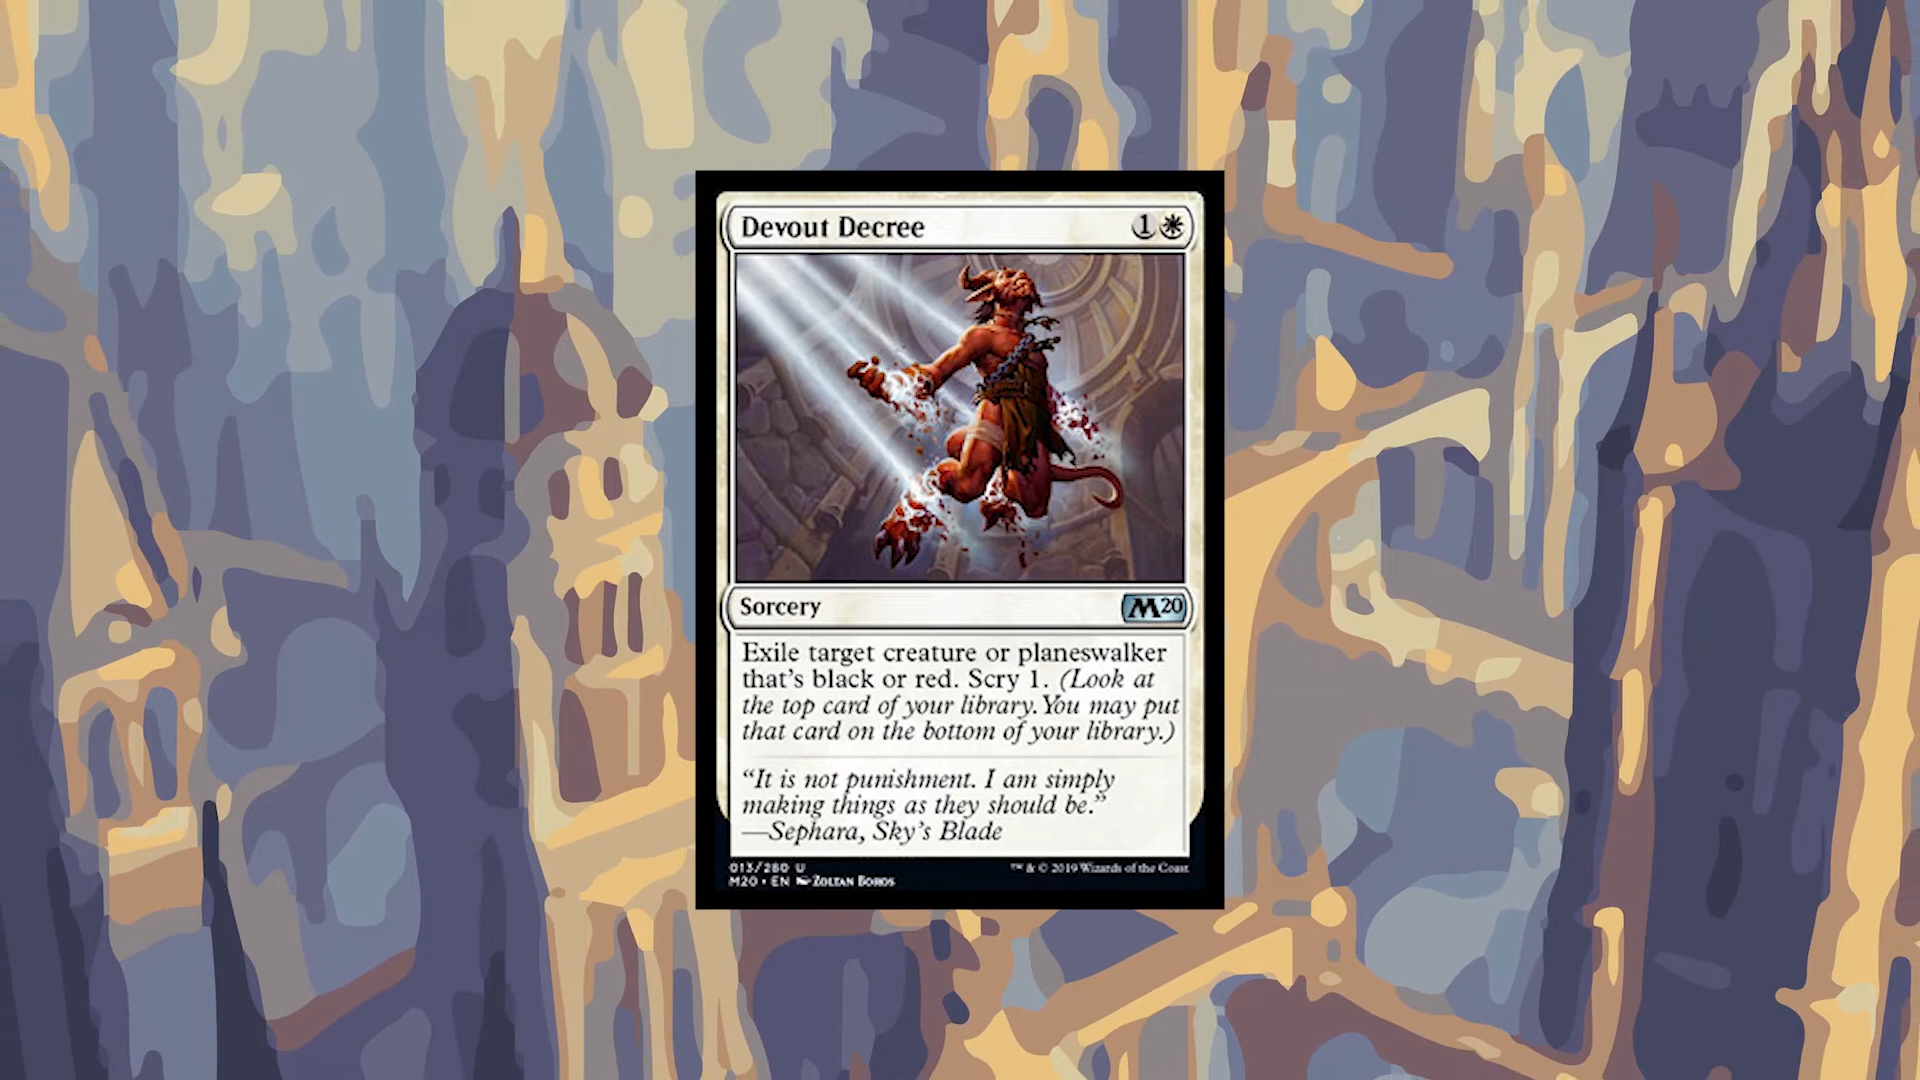 Devout Decree 1
Sorcery M20
Exile target creature or planeswalker
that's black or red. Scry 1. (Look at
the top card of your library. You may put
that card on the bottom of your library.)
“It is not punishment. I am simply
making things as they should be.”
—Sephara, Sky's Blade
013/280 U ™ & © 2019 Wizards of the Coast
M20 • EN Zoltan Boros